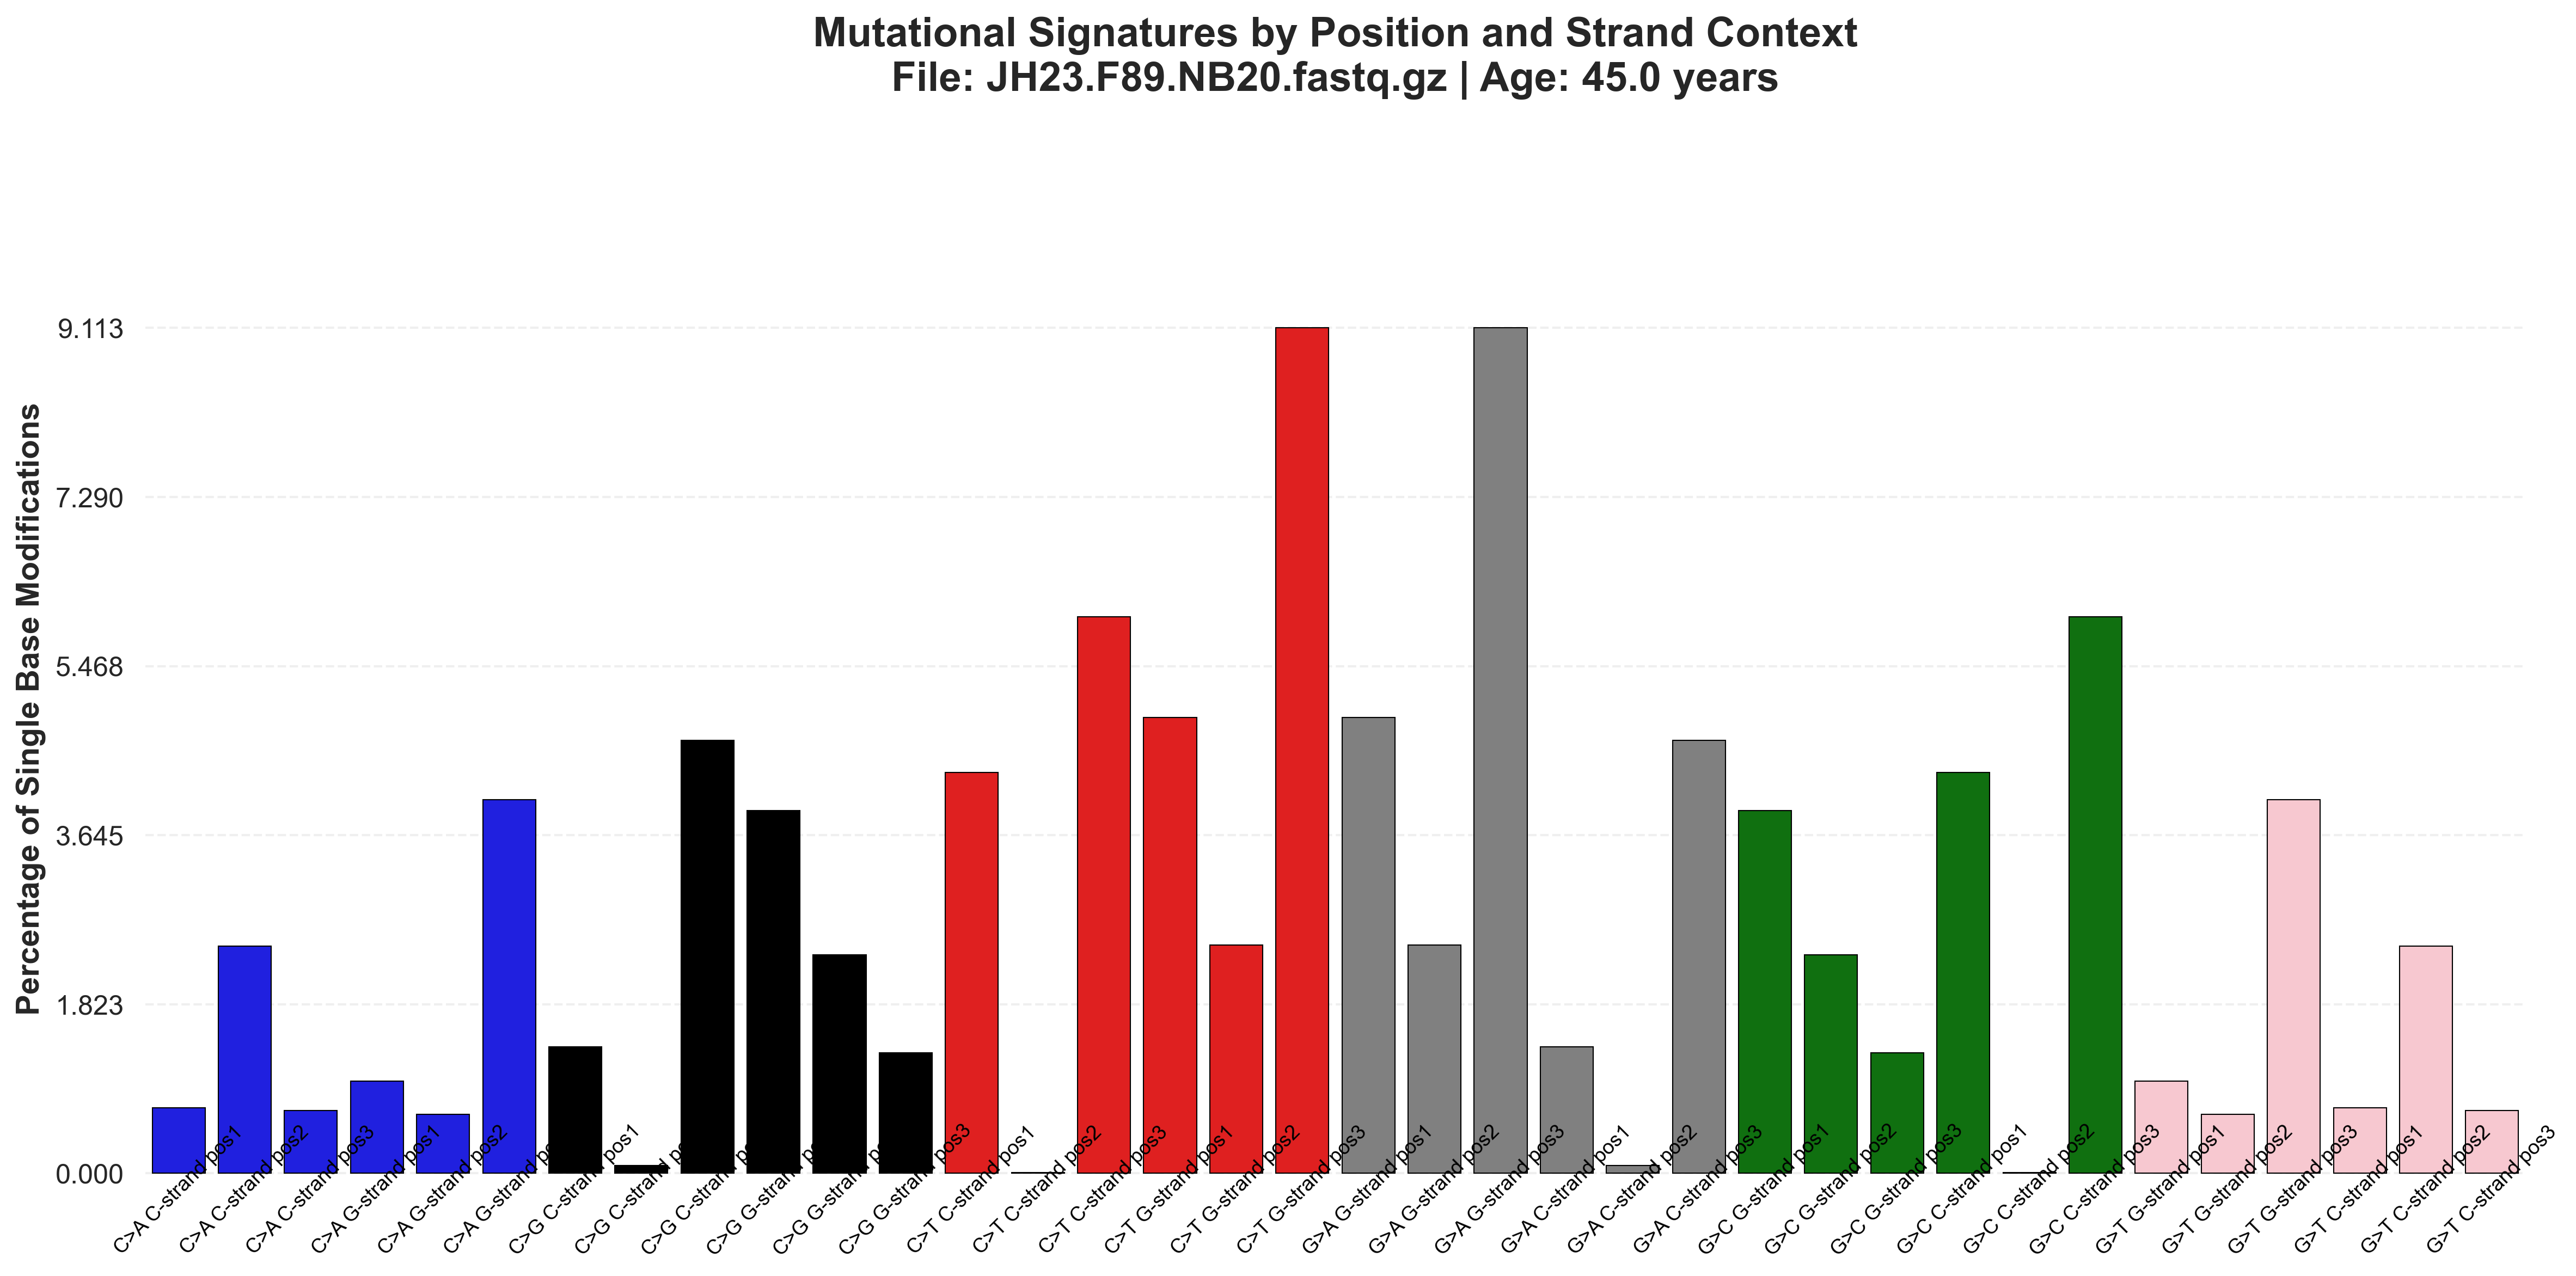 Mutational Signatures by Position and Strand Context
File: JH23.F89.NB20.fastq.gz | Age: 45.0 years
Percentage of Single Base Modifications
9.113
7.290
5.468
3.645
1.823
0.000
C>A C-strand pos1
C>A C-strand pos2
C>A C-strand pos3
C>A G-strand pos1
C>A G-strand pos2
C>A G-strand
C>G C-strand pos1
C>G C-strand
C>G C-strand
C>G G-strand
C>G G-strand
C>G G-strand pos3
C>T C-strand pos1
C>T C-strand pos2
C>T C-strand pos3
C>T G-strand pos1
C>T G-strand pos2
C>T G-strand pos3
G>A G-strand pos1
G>A G-strand pos2
G>A G-strand pos3
G>A C-strand pos1
G>A C-strand pos2
G>A C-strand pos3
G>C G-strand pos1
G>C G-strand pos2
G>C G-strand pos3
G>C C-strand pos1
G>C C-strand pos2
G>C C-strand pos3
G>T G-strand pos1
G>T G-strand pos2
G>T G-strand pos3
G>T C-strand pos1
G>T C-strand pos2
G>T C-strand pos3